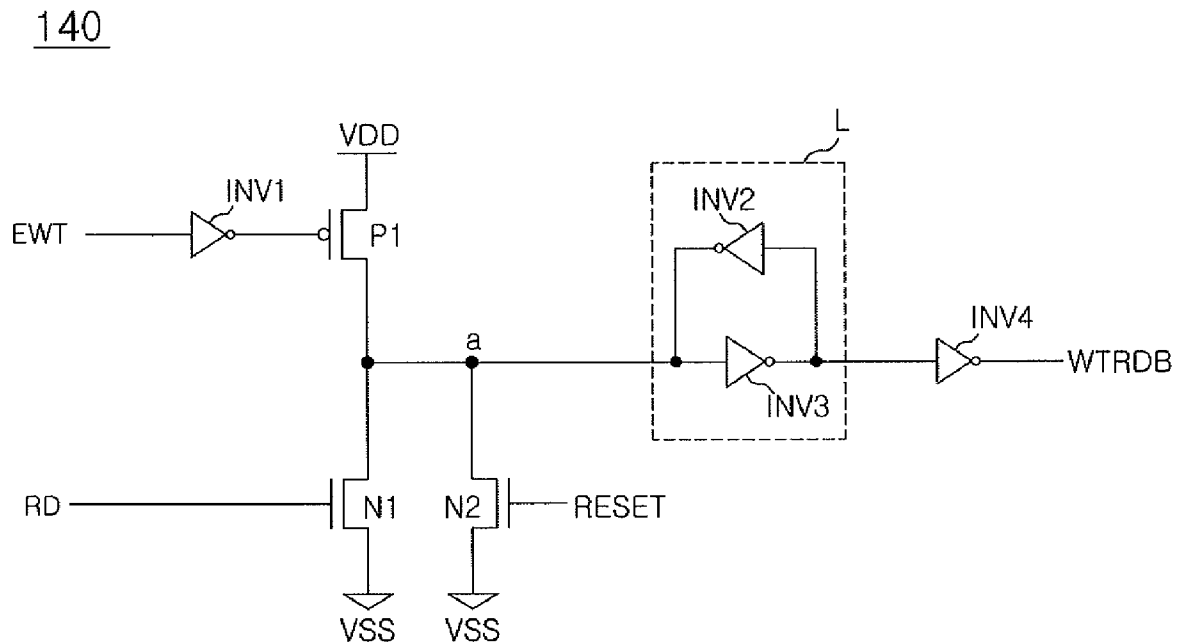 140
L
VDD
INV1
INV2
EWT
P1
INV4
a
WTRDB
INV3
RD
N1
N2
RESET
VSS
VSS